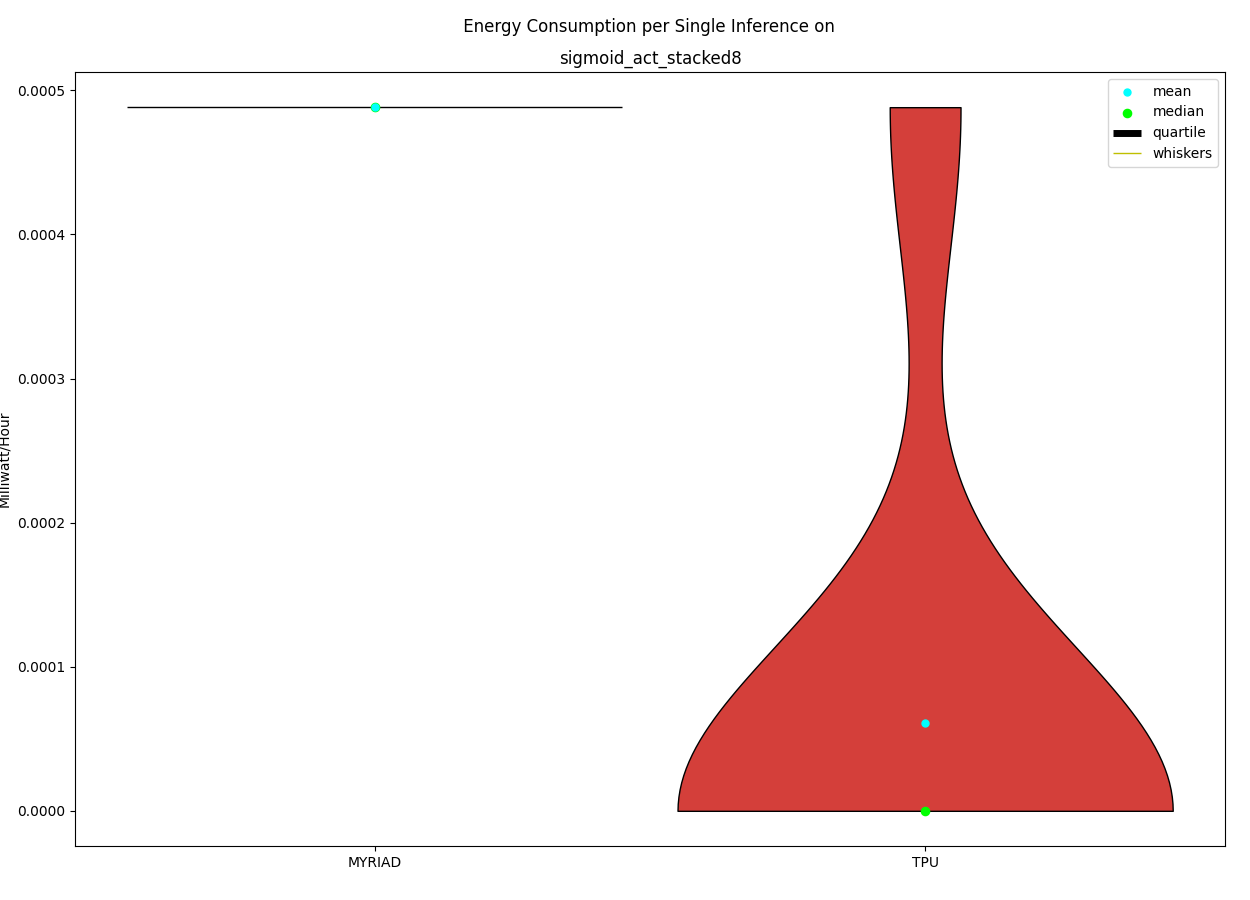 Energy Consumption per Single Inference on
sigmoid_act_stacked8
mean
median
quartile
whiskers
0.0005
0.0004
0.0003
0.0002
0.0001
0.0000
Milliwatt/Hour
MYRIAD
TPU